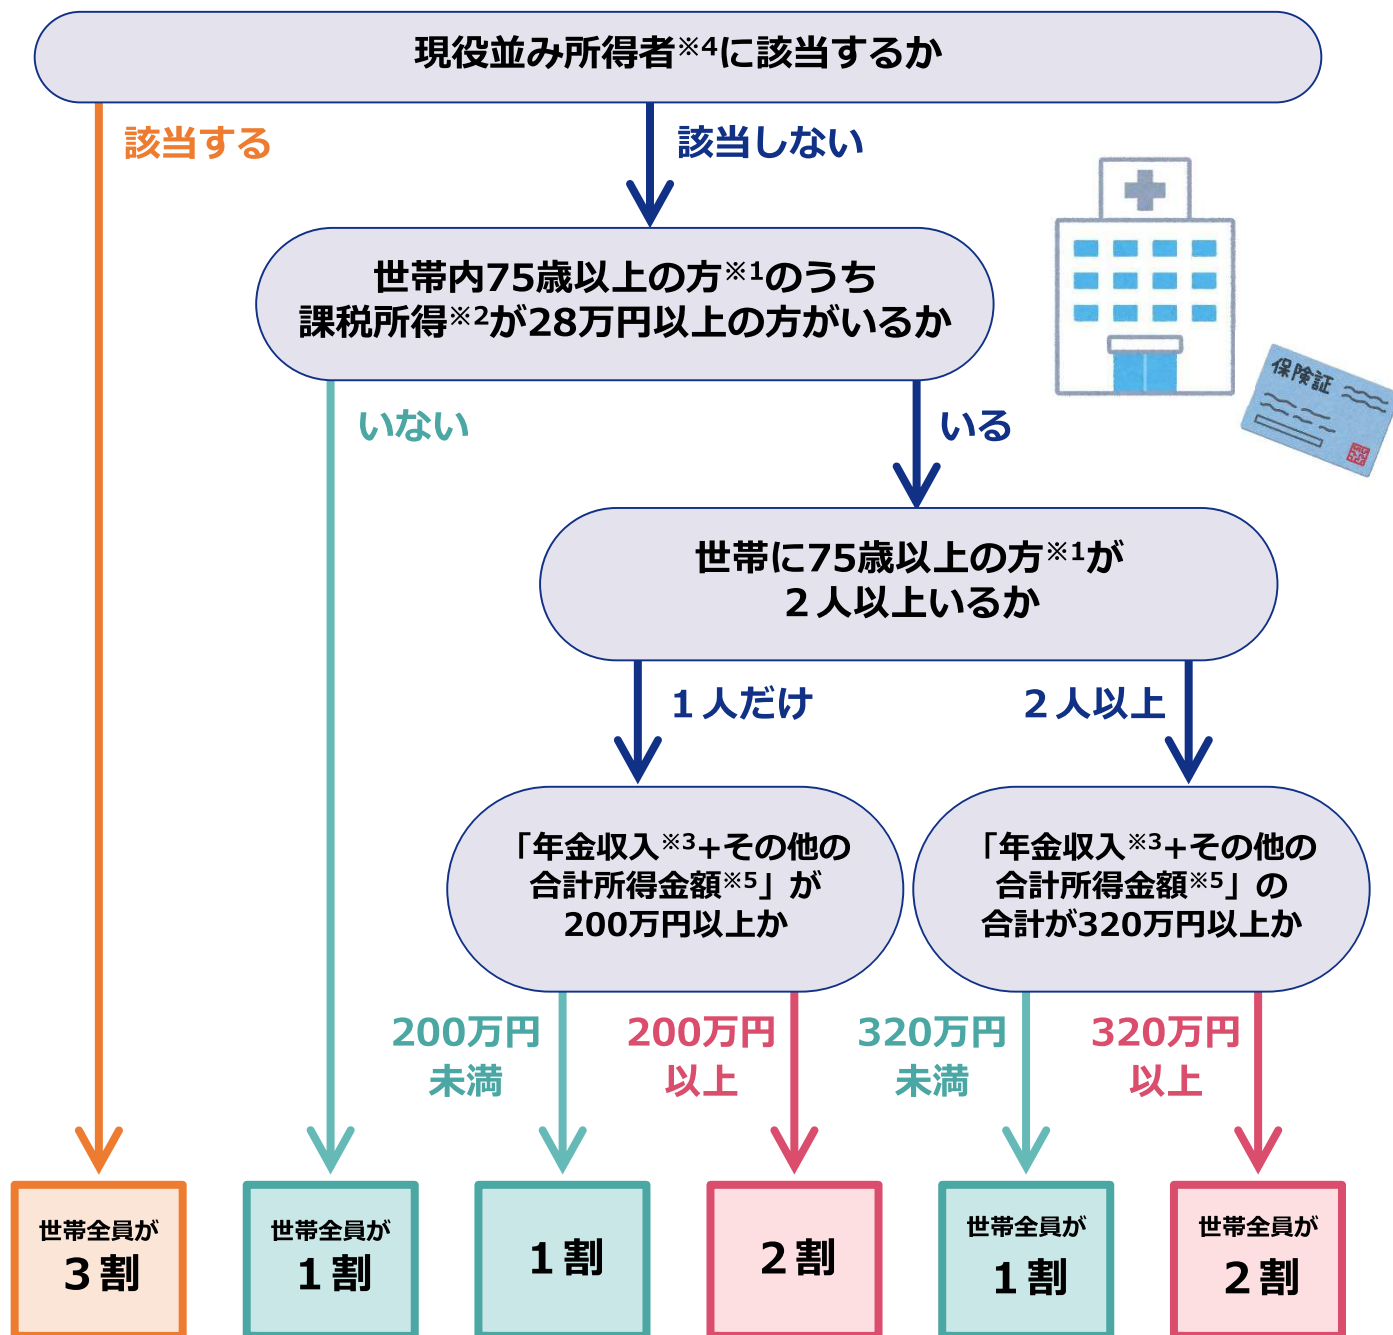 現役並み所得者※4に該当するか
該当する
該当しない
世帯内75歳以上の方※1のうち
課税所得※2が28万円以上の方がいるか
保険証
いない
いる
世帯に75歳以上の方※1が
２人以上いるか
１人だけ
２人以上
「年金収入※3+その他の
合計所得金額※5」が
200万円以上か
「年金収入※3+その他の
合計所得金額※5」の
合計が320万円以上か
200万円
未満
200万円
以上
320万円
未満
320万円
以上
世帯全員が
３割
世帯全員が
１割
１割
２割
世帯全員が
１割
世帯全員が
２割